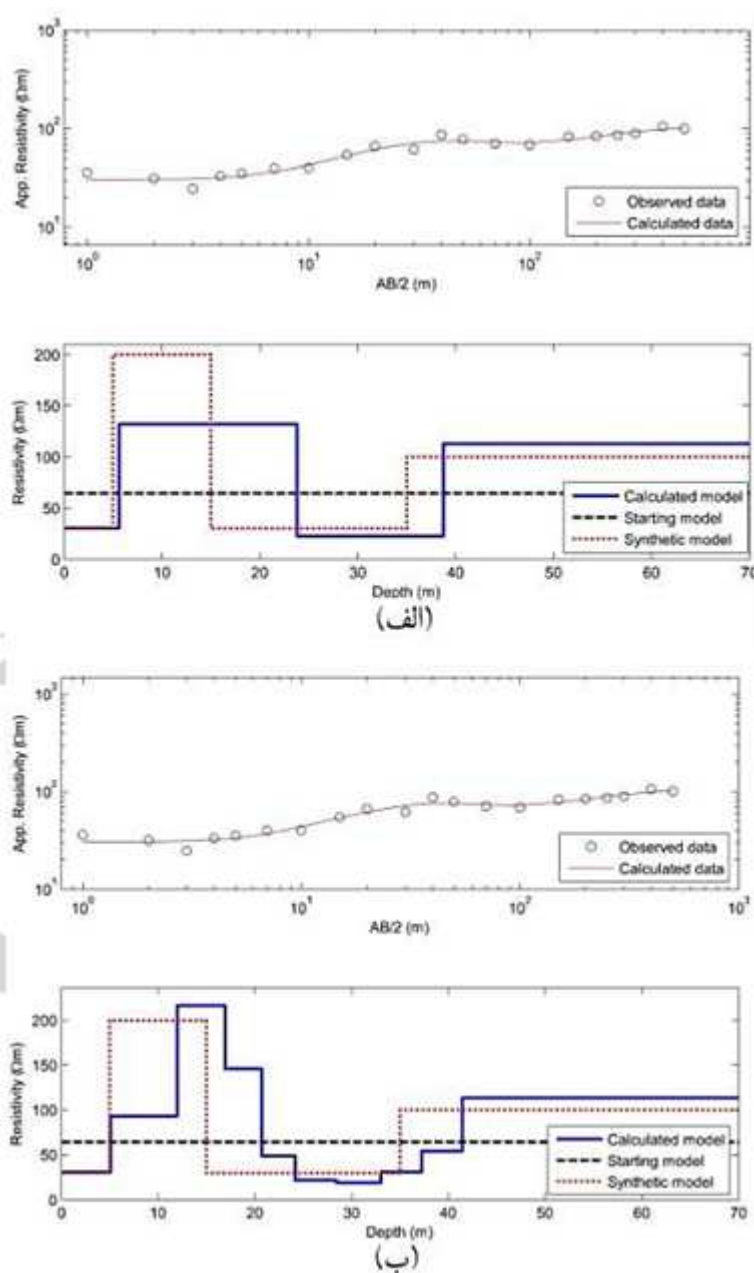 10³
10²
10¹
App. Resistivity (Ωm)
Observed data
Calculated data
10⁰ 10¹ 10²
AB/2 (m)
200
150
100
50
0
Resistivity (Ωm)
Calculated model
Starting model
Synthetic model
0 10 20 30 40 50 60 70
Depth (m)
(الف)
10³
10²
10¹
App. Resistivity (Ωm)
Observed data
Calculated data
10⁰ 10¹ 10² 10³
AB/2 (m)
200
150
100
50
0
Resistivity (Ωm)
Calculated model
Starting model
Synthetic model
0 10 20 30 40 50 60 70
Depth (m)
(ب)